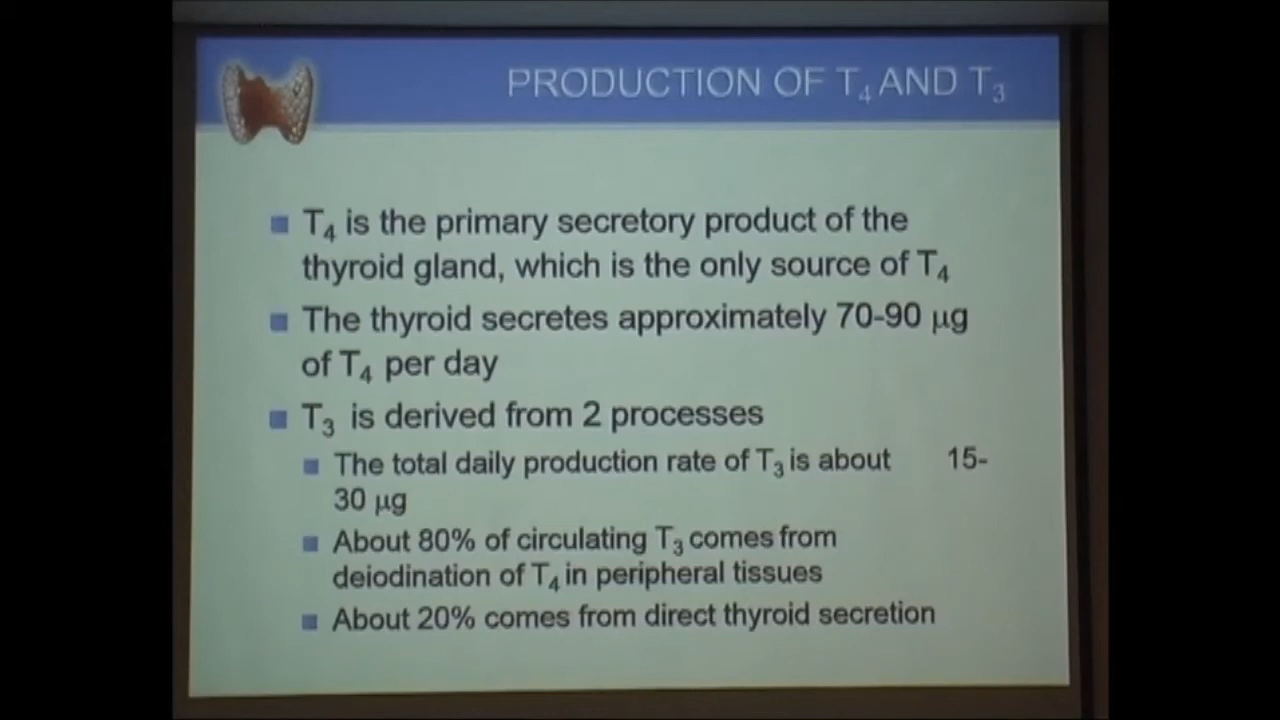 PRODUCTION OF T₄ AND T₃
T₄ is the primary secretory product of the
thyroid gland, which is the only source of T₄
The thyroid secretes approximately 70-90 µg
of T₄ per day
T₃ is derived from 2 processes
The total daily production rate of T₃ is about 15-
30 µg
About 80% of circulating T₃ comes from
deiodination of T₄ in peripheral tissues
About 20% comes from direct thyroid secretion